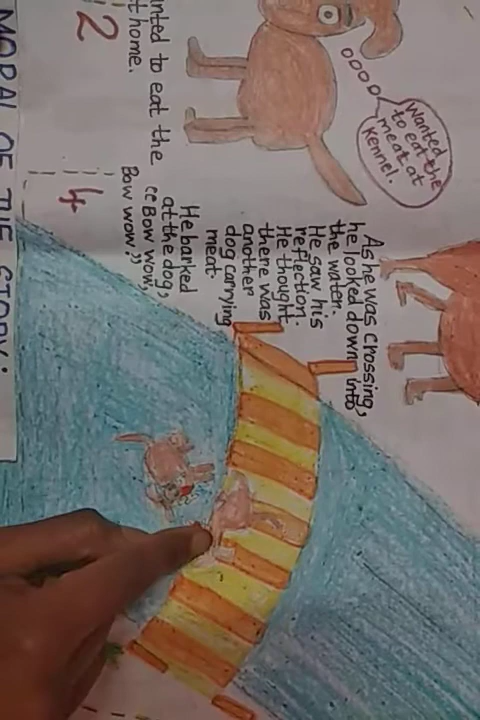 anted to eat the
t home.
2
Wanted
to eat the
meat at
Kennel.
4
As he was crossing,
he looked down into
the water.
He saw his
reflection.
He thought
there was
another
dog carrying
meat
He barked
at the dog,
"Bow wow,
Bow wow"
MORAL OF THE STORY: